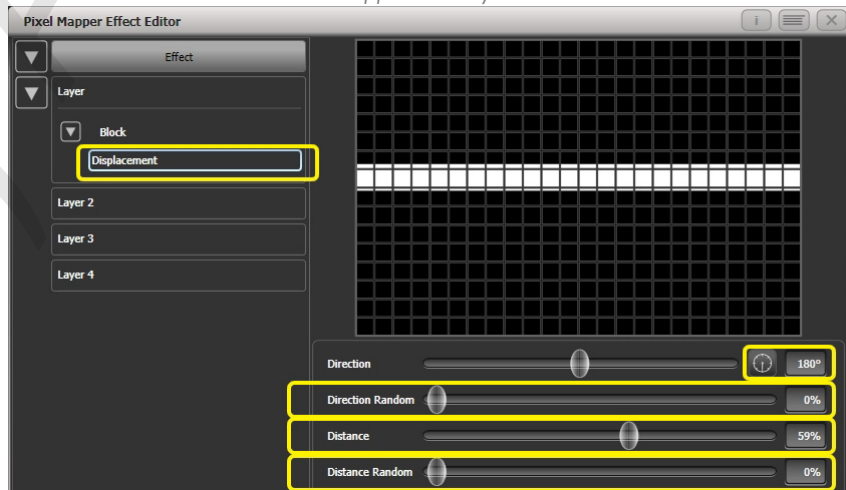 Pixel Mapper Effect Editor
i
Effect
Layer
Block
Displacement
Layer 2
Layer 3
Layer 4
Direction 180°
Direction Random 0%
Distance 59%
Distance Random 0%